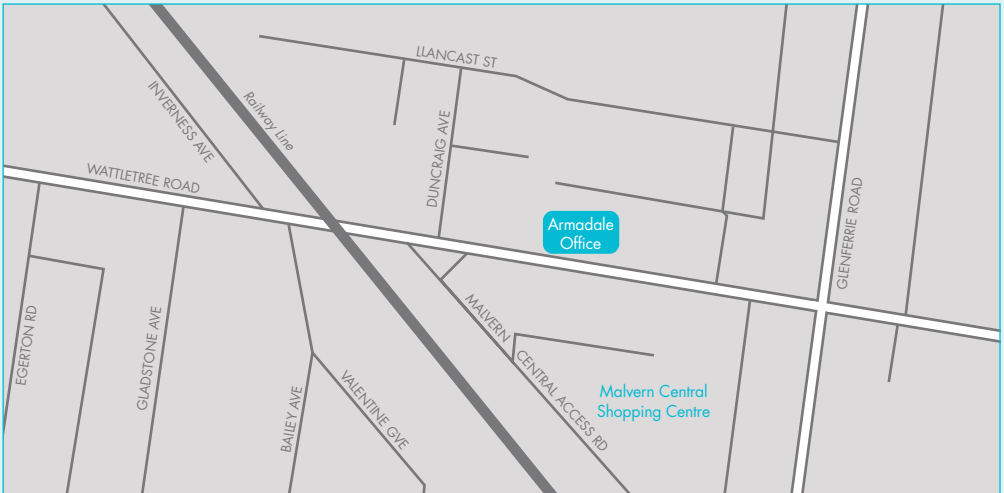 LLANCAST ST
INVERNESS AVE
Railway Line
DUNCRAIG AVE
WATTLETREE ROAD
GLENFERRIE ROAD
Armadale
Office
EGERTON RD
GLADSTONE AVE
BAILEY AVE
VALENTINE GVE
MALVERN CENTRAL ACCESS RD
Malvern Central
Shopping Centre